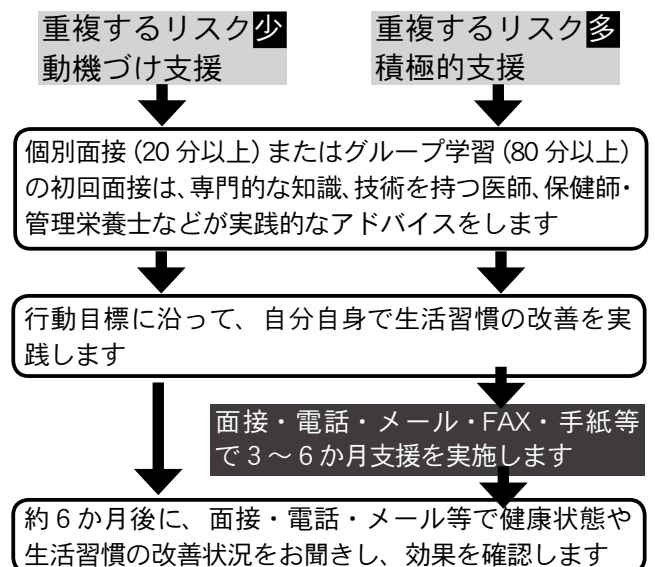 重複するリスク少
動機づけ支援
重複するリスク多
積極的支援
個別面接(20分以上)またはグループ学習(80分以上)
の初回面接は、専門的な知識、技術を持つ医師、保健師・
管理栄養士などが実践的なアドバイスをします
行動目標に沿って、自分自身で生活習慣の改善を実
践します
面接・電話・メール・FAX・手紙等
で3～6か月支援を実施します
約6か月後に、面接・電話・メール等で健康状態や
生活習慣の改善状況をお聞きし、効果を確認します